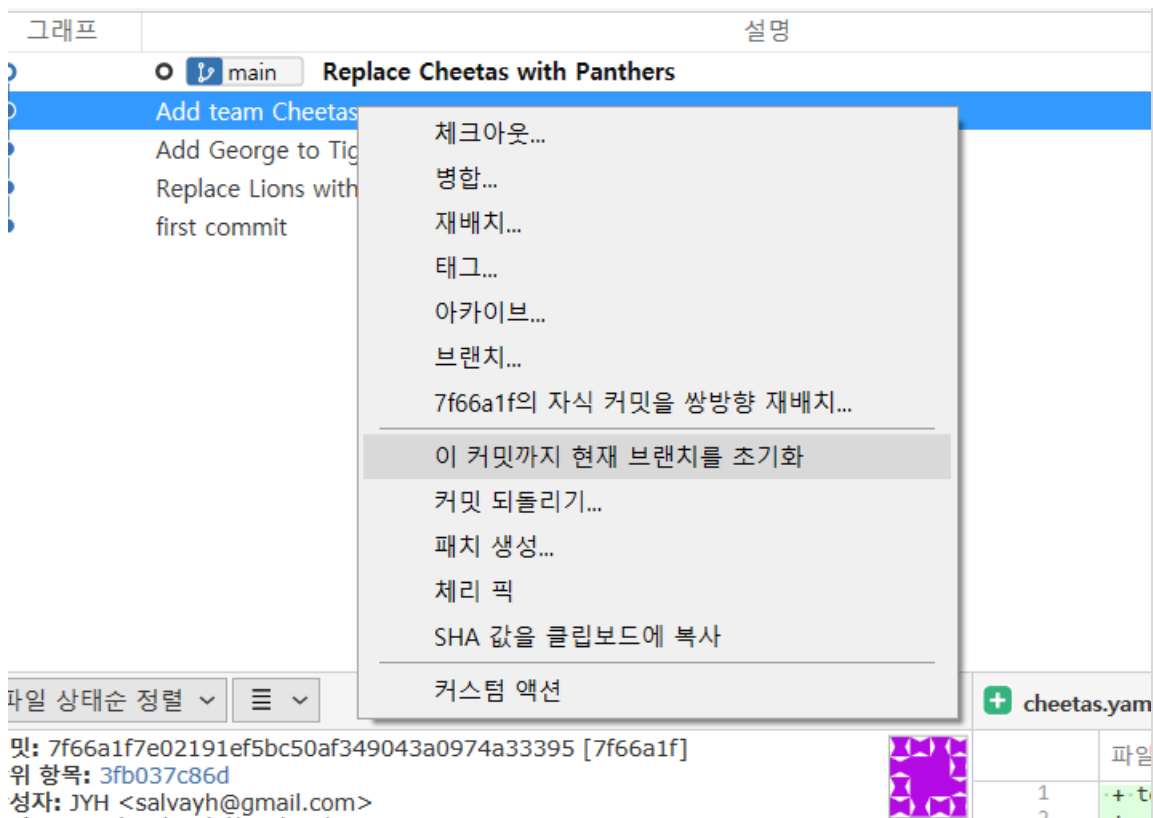 그래프 설명
main Replace Cheetas with Panthers
Add team Cheetas
Add George to Tig
Replace Lions with
first commit
체크아웃...
병합...
재배치...
태그...
아카이브...
브랜치...
7f66a1f의 자식 커밋을 쌍방향 재배치...
이 커밋까지 현재 브랜치를 초기화
커밋 되돌리기...
패치 생성...
체리 픽
SHA 값을 클립보드에 복사
커스텀 액션
파일 상태순 정렬
cheetas.yam
밋: 7f66a1f7e02191ef5bc50af349043a0974a33395 [7f66a1f]
위 항목: 3fb037c86d
성자: JYH <salvayh@gmail.com>
파일
1 + te